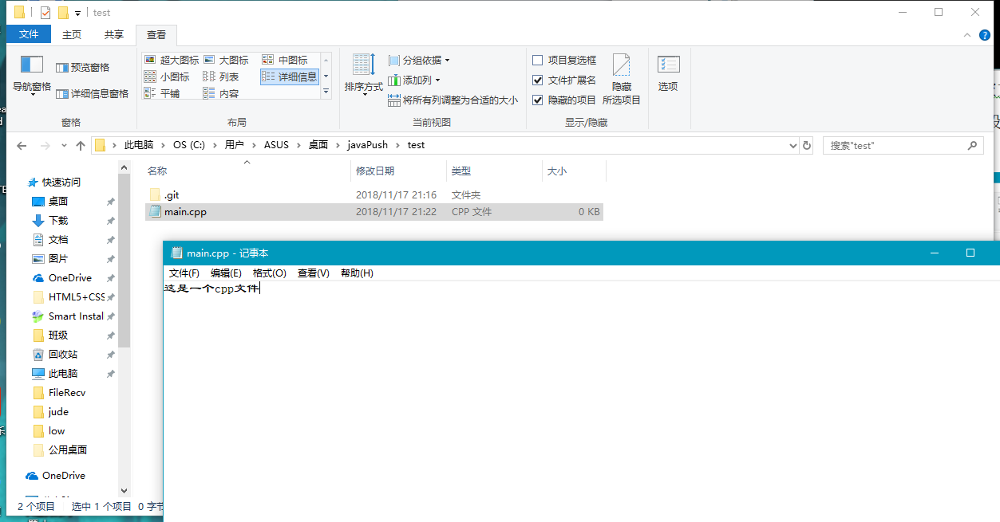 test
文件 主页 共享 查看
导航窗格
预览窗格
详细信息窗格
窗格
超大图标 大图标 中图标
小图标 列表 详细信息
平铺 内容
布局
排序方式
分组依据
添加列
将所有列调整为合适的大小
当前视图
项目复选框
文件扩展名
隐藏的项目
隐藏
所选项目
显示/隐藏
选项
此电脑 › OS (C:) › 用户 › ASUS › 桌面 › javaPush › test
搜索"test"
名称 修改日期 类型 大小
.git 2018/11/17 21:16 文件夹
main.cpp 2018/11/17 21:22 CPP 文件 0 KB
快速访问
桌面
下载
文档
图片
OneDrive
HTML5+CSS
Smart Instal
班级
回收站
此电脑
FileRecv
jude
low
公用桌面
OneDrive
2 个项目 选中 1 个项目 0 字节
main.cpp - 记事本
文件(F) 编辑(E) 格式(O) 查看(V) 帮助(H)
这是一个cpp文件